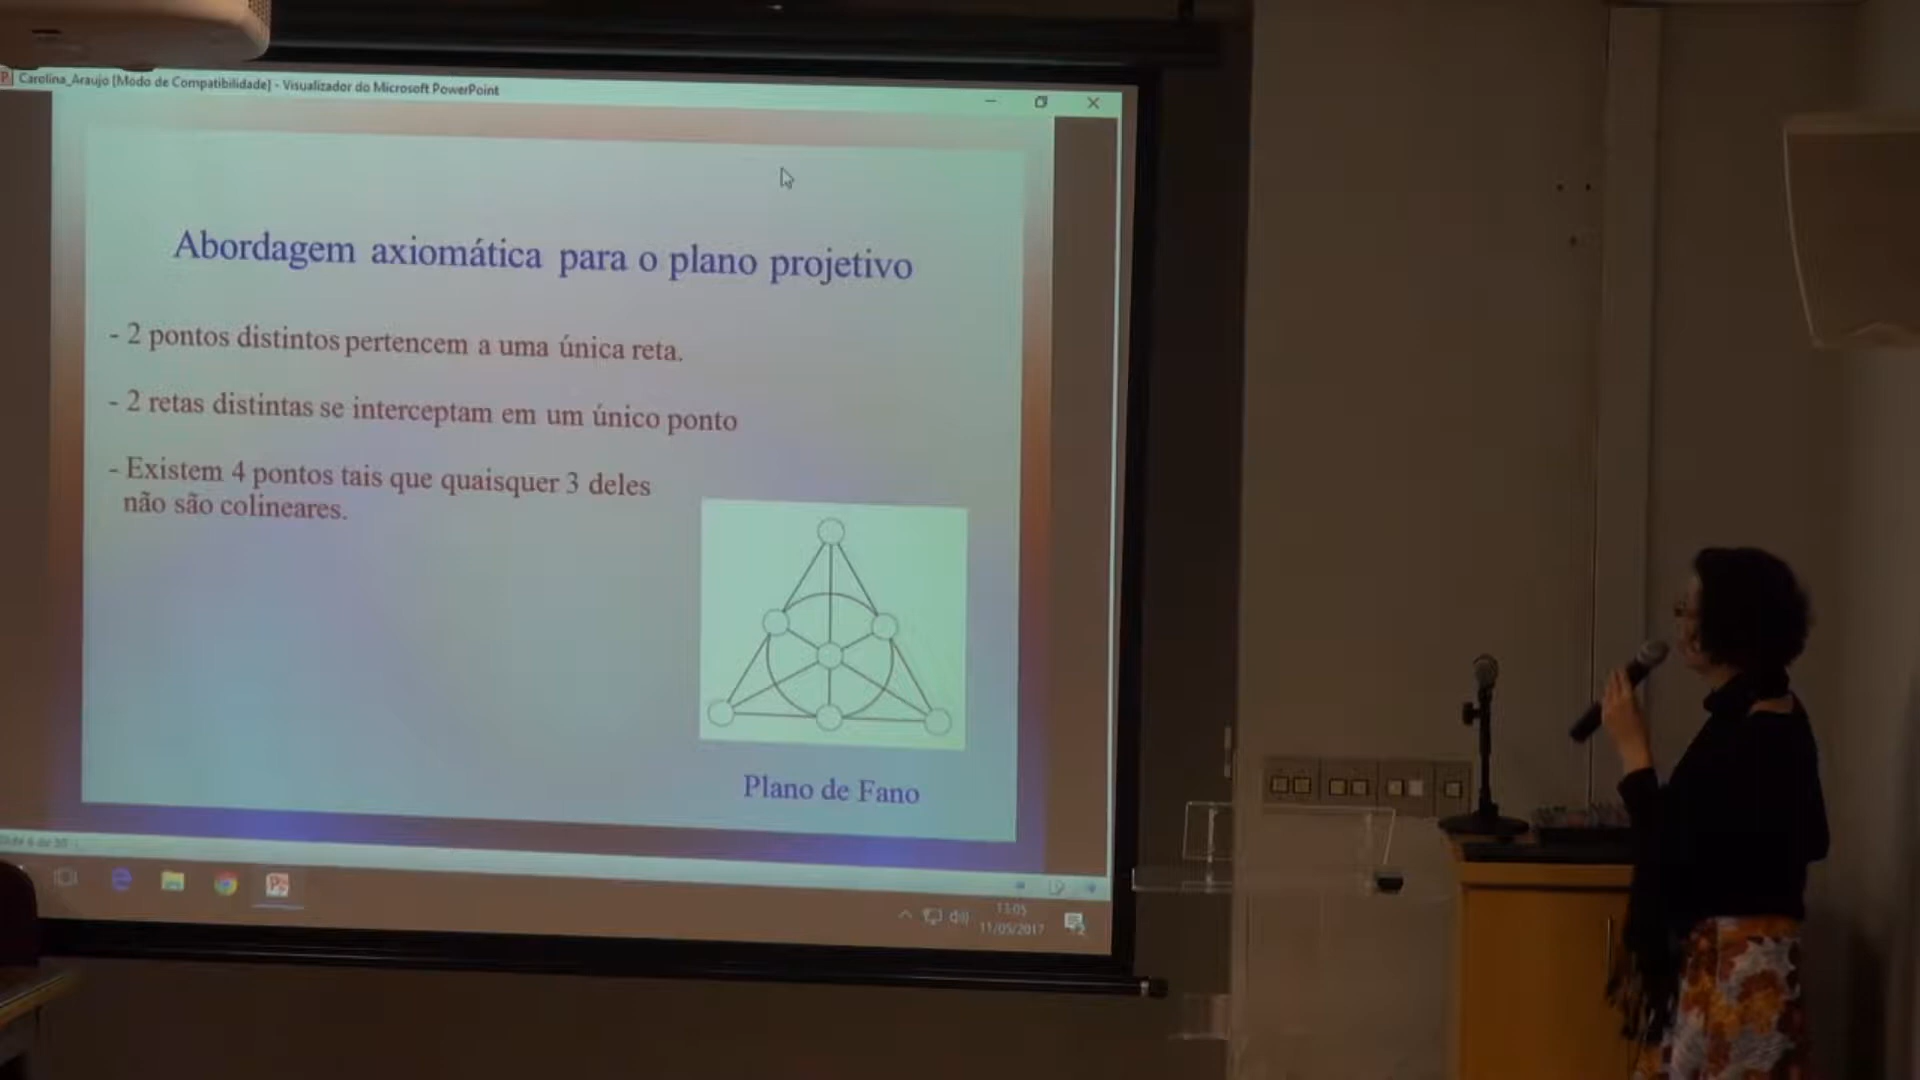 Carolina_Araujo [Modo de Compatibilidade] - Visualizador do Microsoft PowerPoint
Abordagem axiomática para o plano projetivo
- 2 pontos distintos pertencem a uma única reta.
- 2 retas distintas se interceptam em um único ponto
- Existem 4 pontos tais que quaisquer 3 deles
não são colineares.
Plano de Fano
13:05
11/05/2017